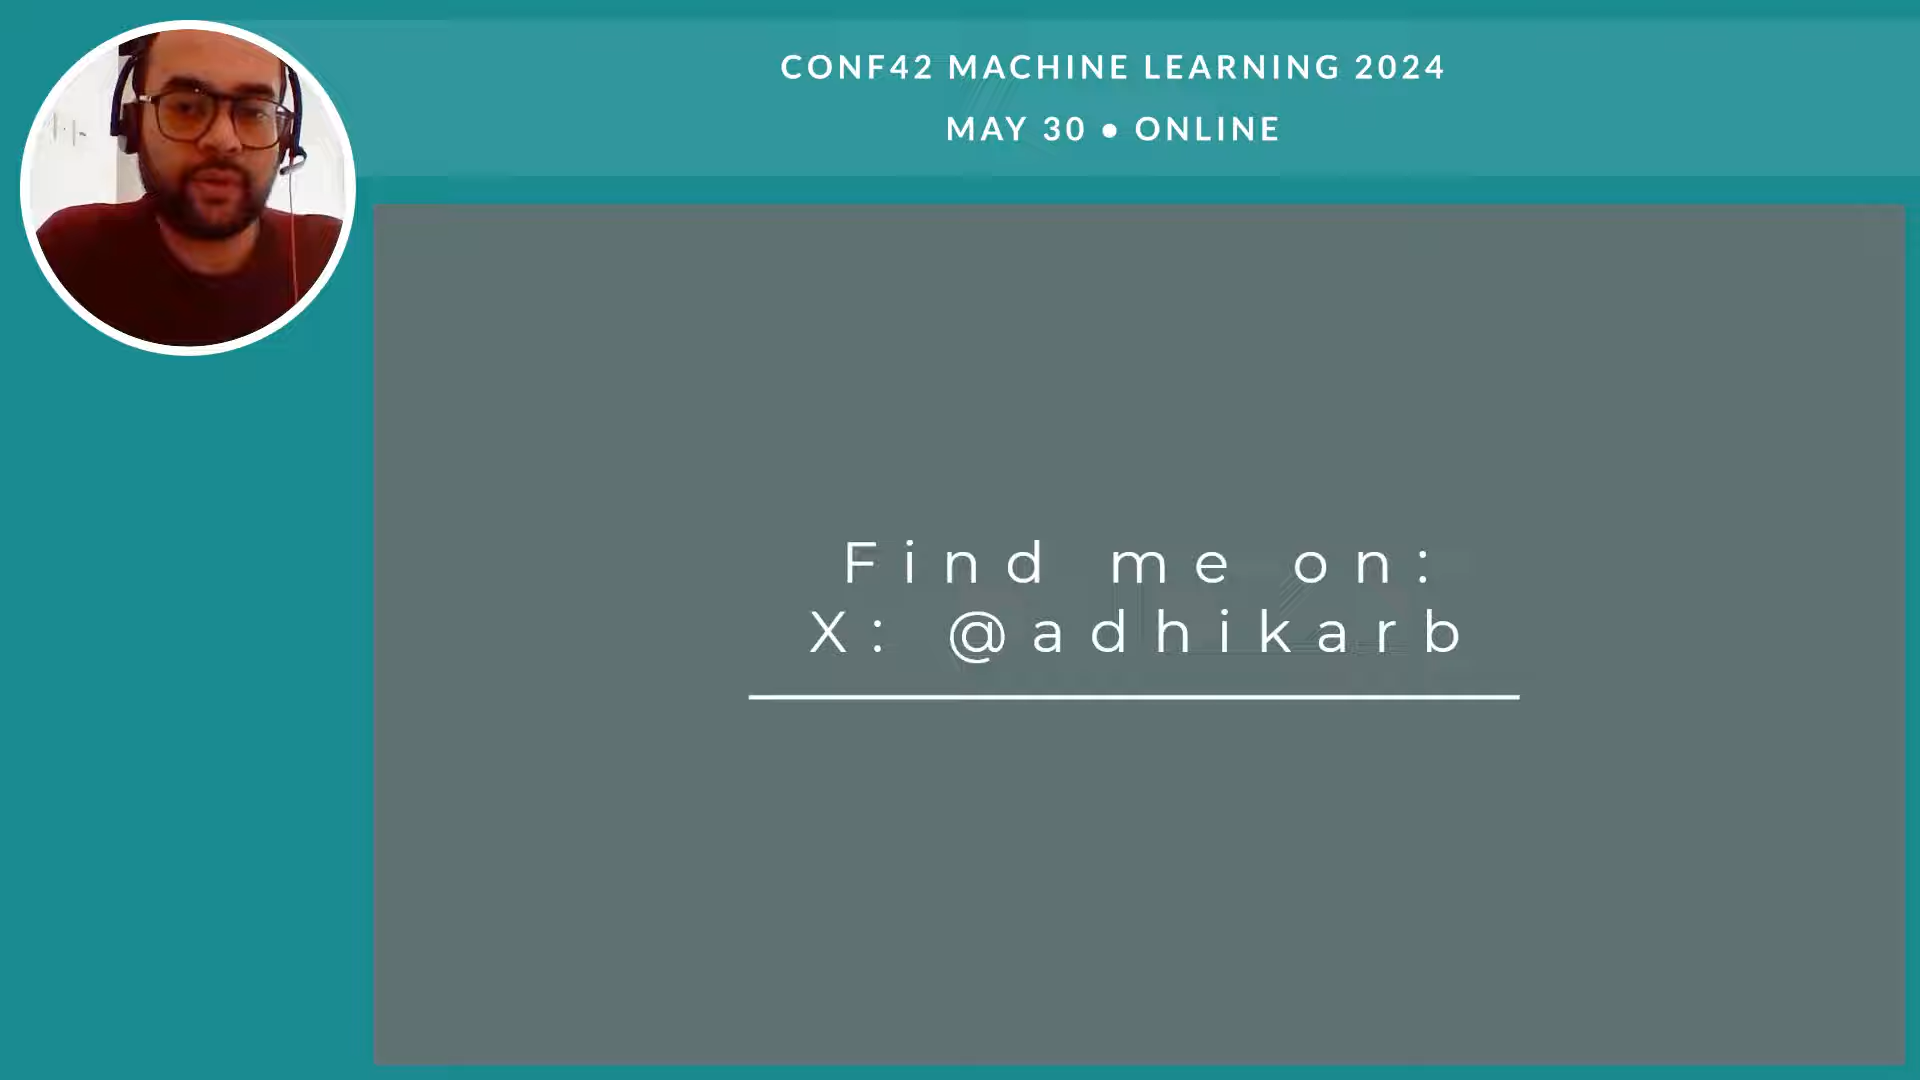 CONF42 MACHINE LEARNING 2024
MAY 30 • ONLINE
Find me on:
X: @adhikarb